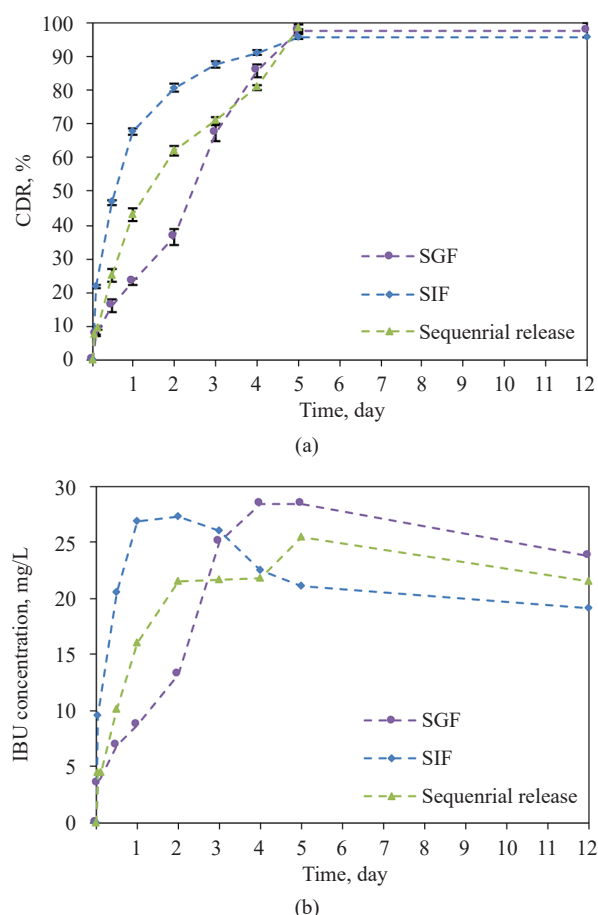 100
90
80
70
60
50
40
30
20
10
0
CDR, %
SGF
SIF
Sequenrial release
1 2 3 4 5 6 7 8 9 10 11 12
Time, day
(a)
30
25
20
15
10
5
0
IBU concentration, mg/L
SGF
SIF
Sequenrial release
1 2 3 4 5 6 7 8 9 10 11 12
Time, day
(b)